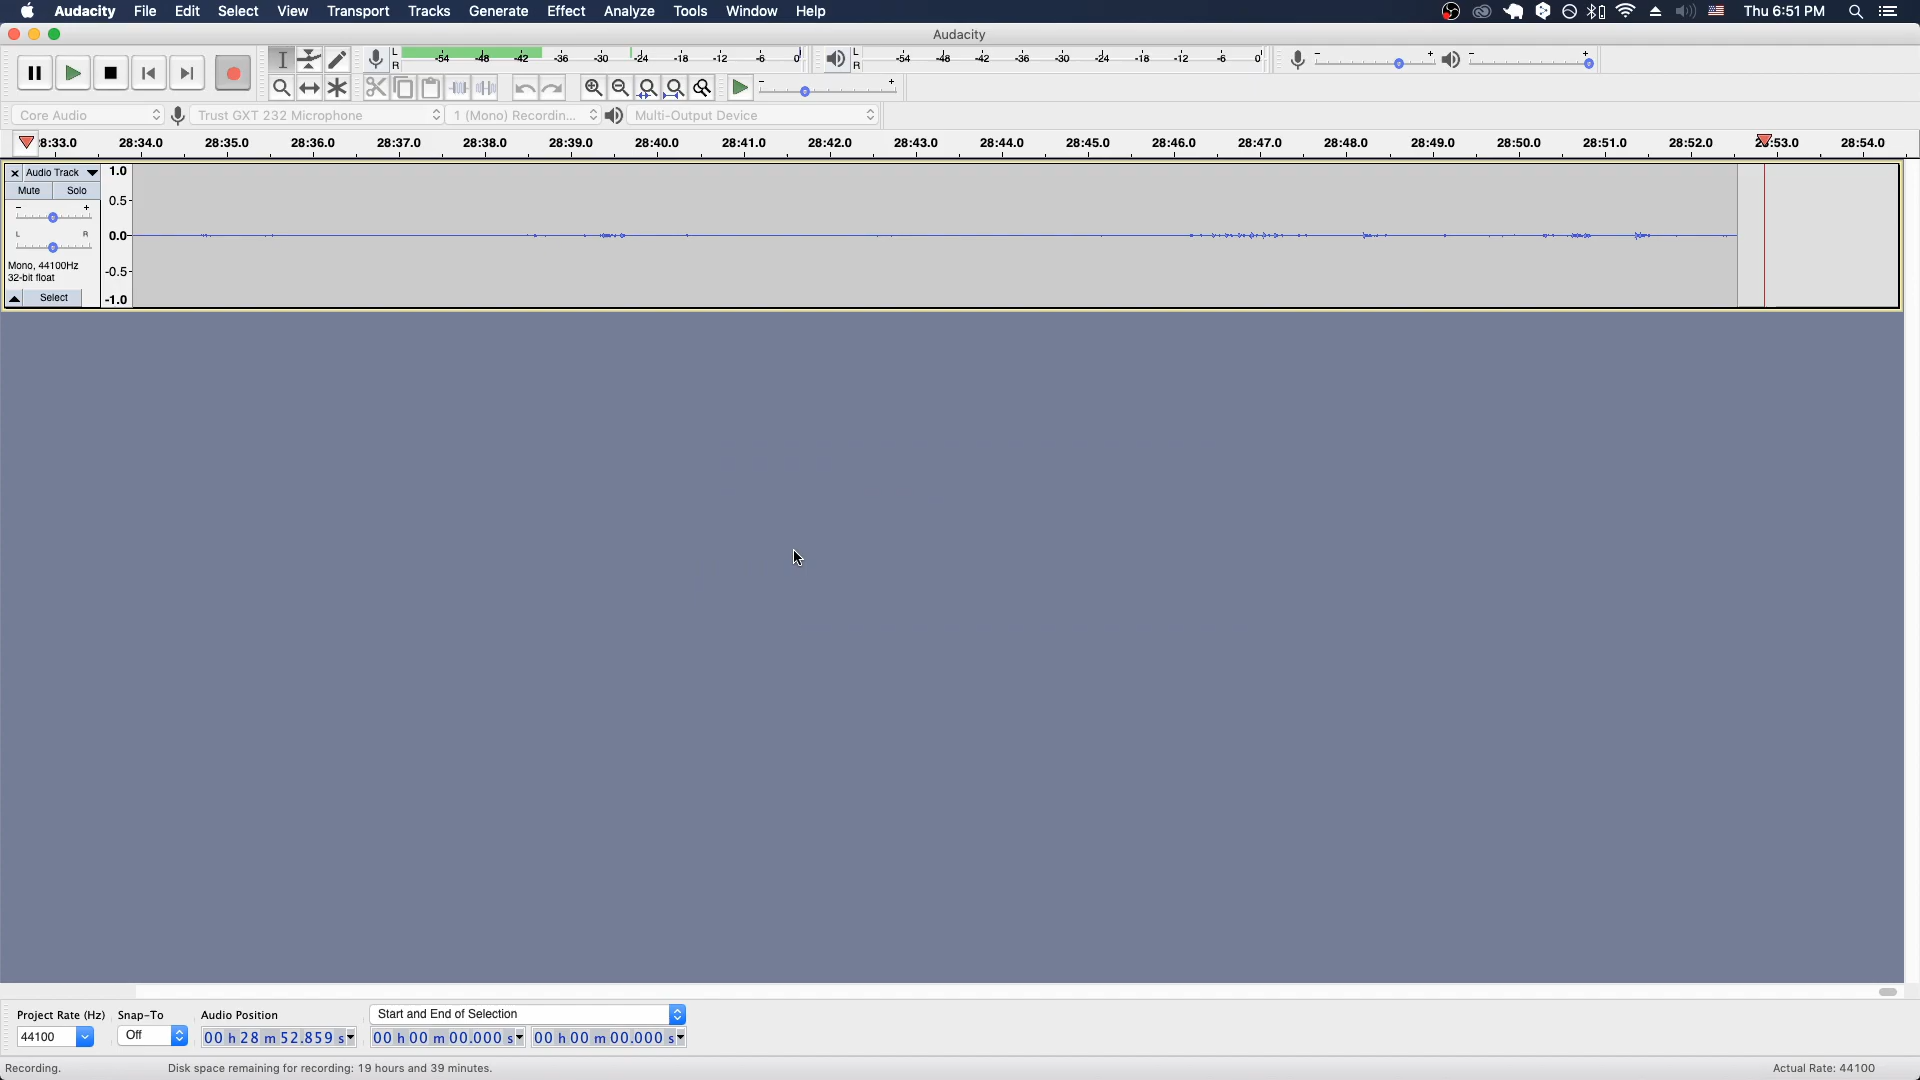 Audacity File Edit Select View Transport Tracks Generate Effect Analyze Tools Window Help Thu 6:51 PM
Audacity
L
R
-54 -48 -42 -36 -30 -24 -18 -12 -6 0
L
R
-54 -48 -42 -36 -30 -24 -18 -12 -6 0
- + - +
- +
Core Audio Trust GXT 232 Microphone 1 (Mono) Recordin... Multi-Output Device
8:33.0 28:34.0 28:35.0 28:36.0 28:37.0 28:38.0 28:39.0 28:40.0 28:41.0 28:42.0 28:43.0 28:44.0 28:45.0 28:46.0 28:47.0 28:48.0 28:49.0 28:50.0 28:51.0 28:52.0 28:53.0 28:54.0
Audio Track 1.0
Mute Solo
0.5
- +
L R
0.0
Mono, 44100Hz
32-bit float
-0.5
Select
-1.0
Project Rate (Hz) Snap-To Audio Position Start and End of Selection
44100 Off 00 h 28 m 52.859 s 00 h 00 m 00.000 s 00 h 00 m 00.000 s
Recording. Disk space remaining for recording: 19 hours and 39 minutes. Actual Rate: 44100